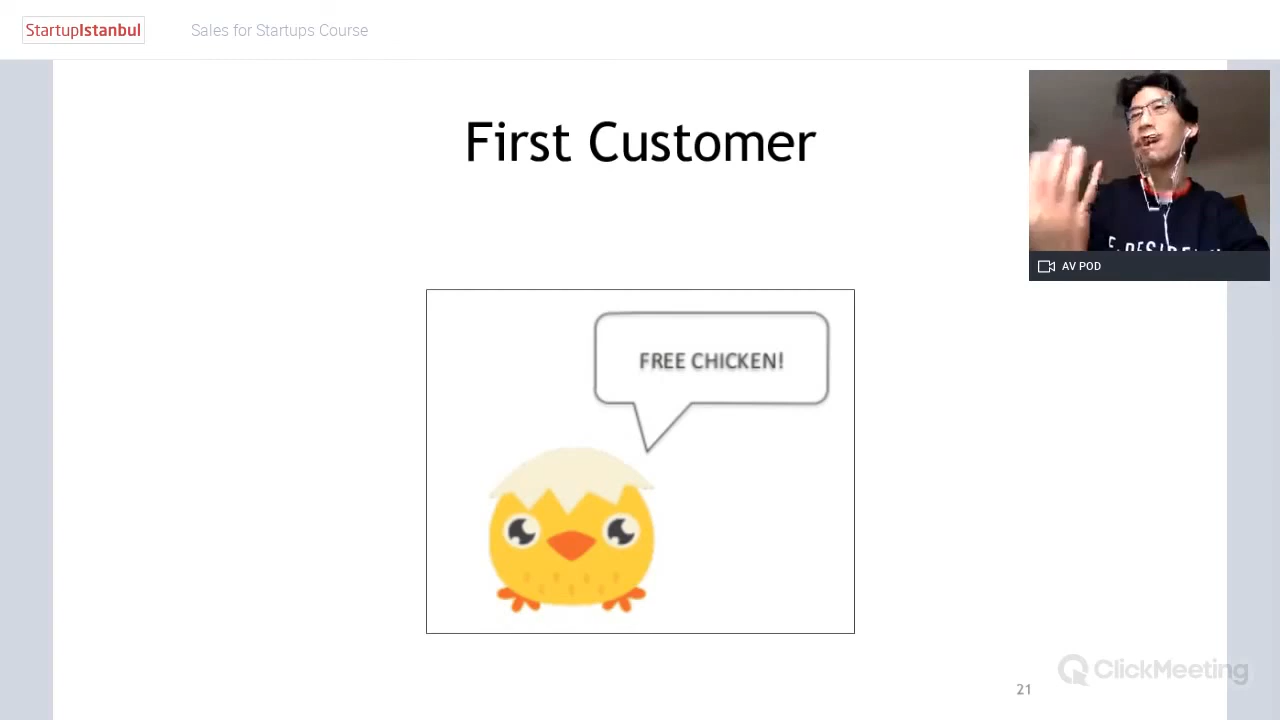 StartupIstanbul
Sales for Startups Course
First Customer
AV POD
FREE CHICKEN!
21
ClickMeeting